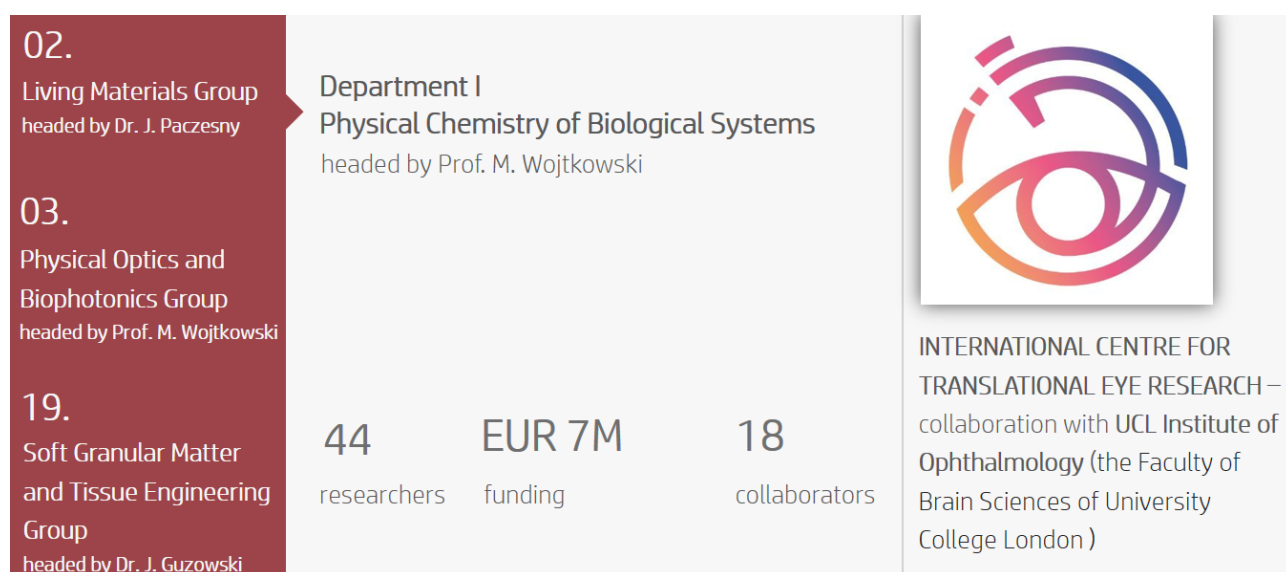 02.
Living Materials Group
headed by Dr. J. Paczesny
03.
Physical Optics and
Biophotonics Group
headed by Prof. M. Wojtkowski
19.
Soft Granular Matter
and Tissue Engineering
Group
headed by Dr. J. Guzowski
Department I
Physical Chemistry of Biological Systems
headed by Prof. M. Wojtkowski
44
researchers
EUR 7M
funding
18
collaborators
INTERNATIONAL CENTRE FOR
TRANSLATIONAL EYE RESEARCH –
collaboration with UCL Institute of
Ophthalmology (the Faculty of
Brain Sciences of University
College London )